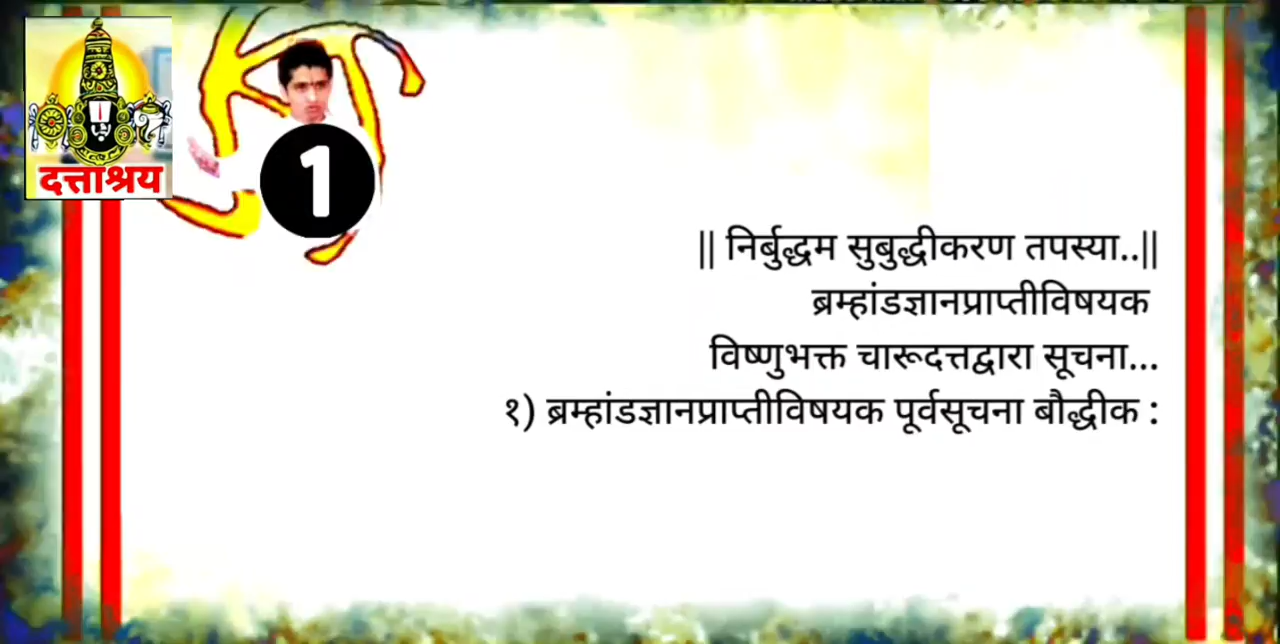 दत्ताश्रय
1
|| निर्बुद्धम सुबुद्धीकरण तपस्या..||
ब्रम्हांडज्ञानप्राप्तीविषयक
विष्णुभक्त चारूदत्तद्वारा सूचना...
१) ब्रम्हांडज्ञानप्राप्तीविषयक पूर्वसूचना बौद्धीक :